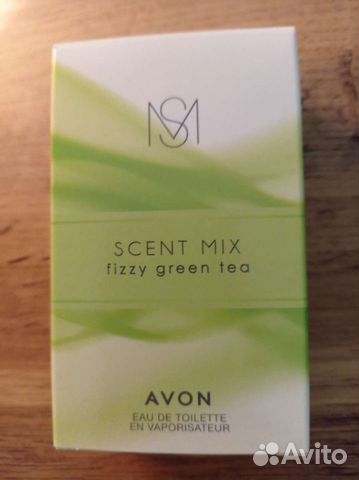 SM
SCENT MIX
fizzy green tea
AVON
EAU DE TOILETTE
EN VAPORISATEUR
Avito